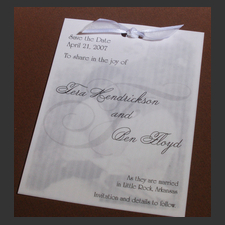 Save the Date:
April 21, 2007
To share in the joy of
Tera Hendrickson
and
Ben Floyd
As they are married
in little Rock, Arkansas
Invitation and details to follow